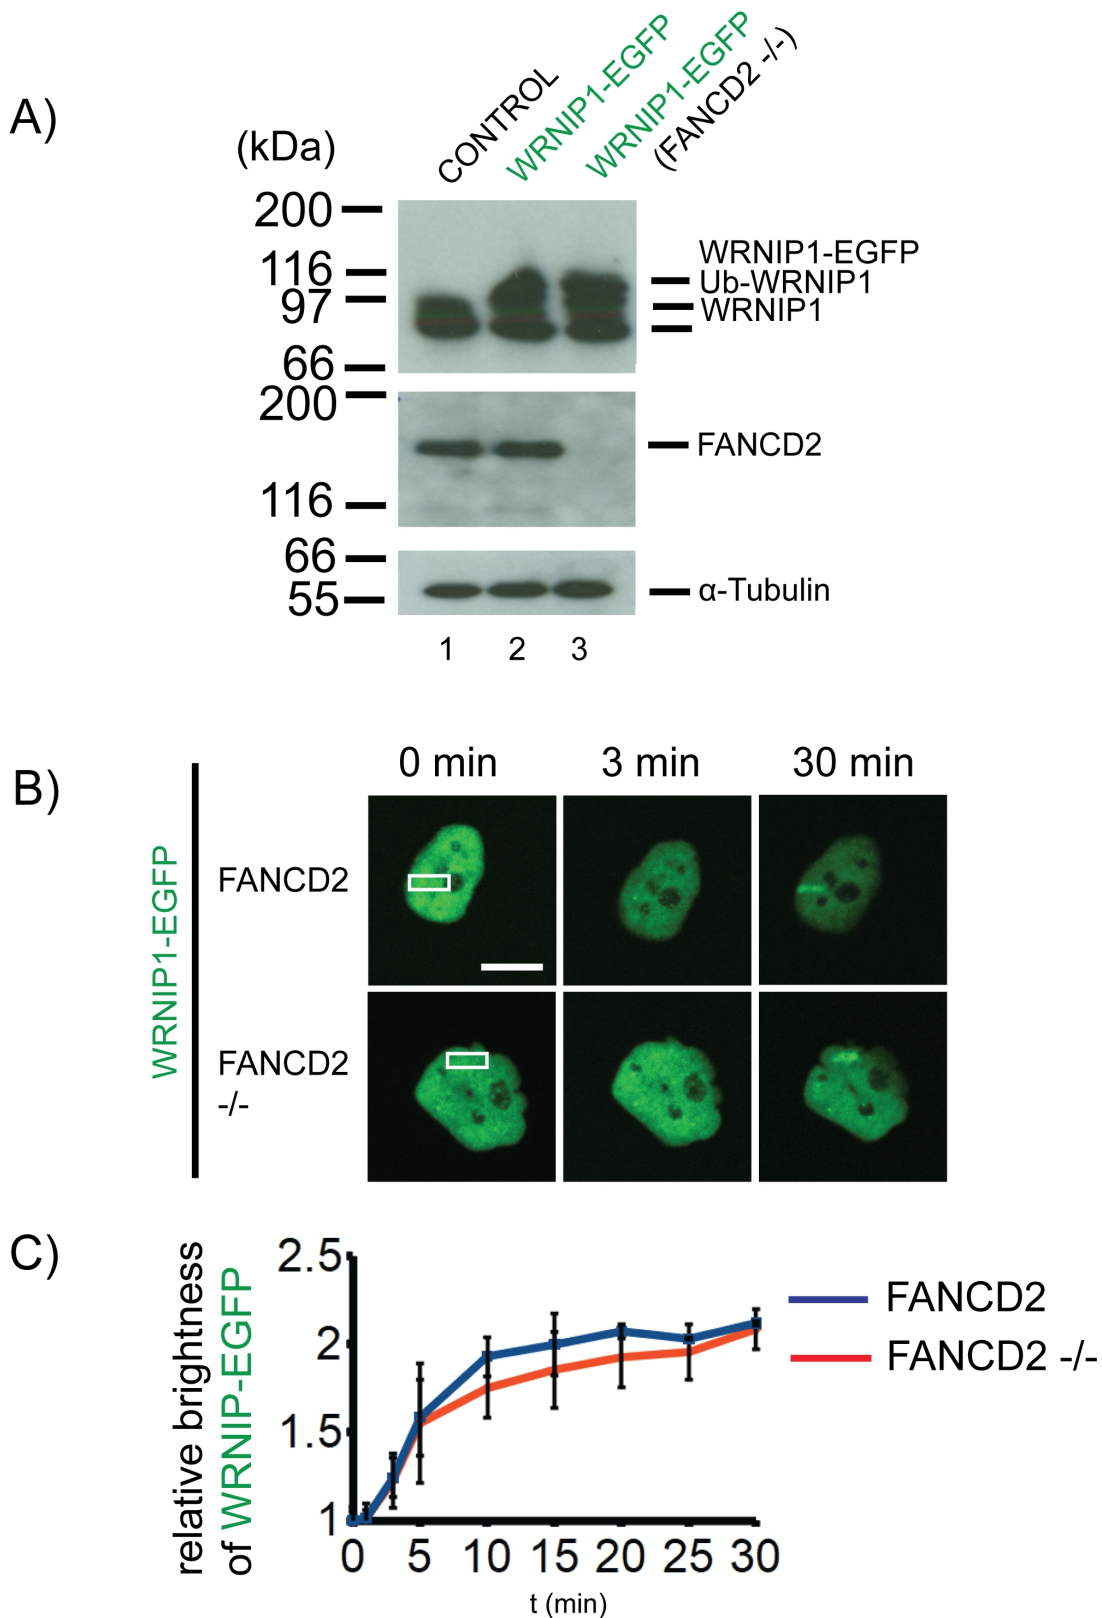 A)
(kDa)
CONTROL
WRNIP1-EGFP
WRNIP1-EGFP
(FANCD2 -/-)
200
116
97
66
WRNIP1-EGFP
Ub-WRNIP1
WRNIP1
200
116
FANCD2
66
55
α-Tubulin
1 2 3
B)
0 min 3 min 30 min
WRNIP1-EGFP
FANCD2
FANCD2
-/-
C)
relative brightness
of WRNIP-EGFP
2.5
2
1.5
1
0 5 10 15 20 25 30
t (min)
FANCD2
FANCD2 -/-